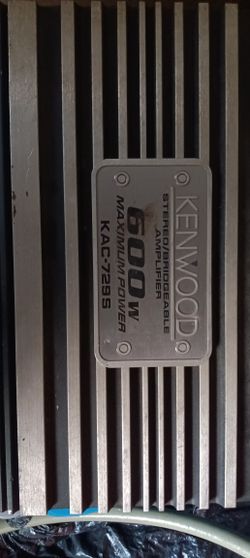 KENWOOD
STEREO/BRIDGEABLE
AMPLIFIER
600W
MAXIMUM POWER
KAC-729S